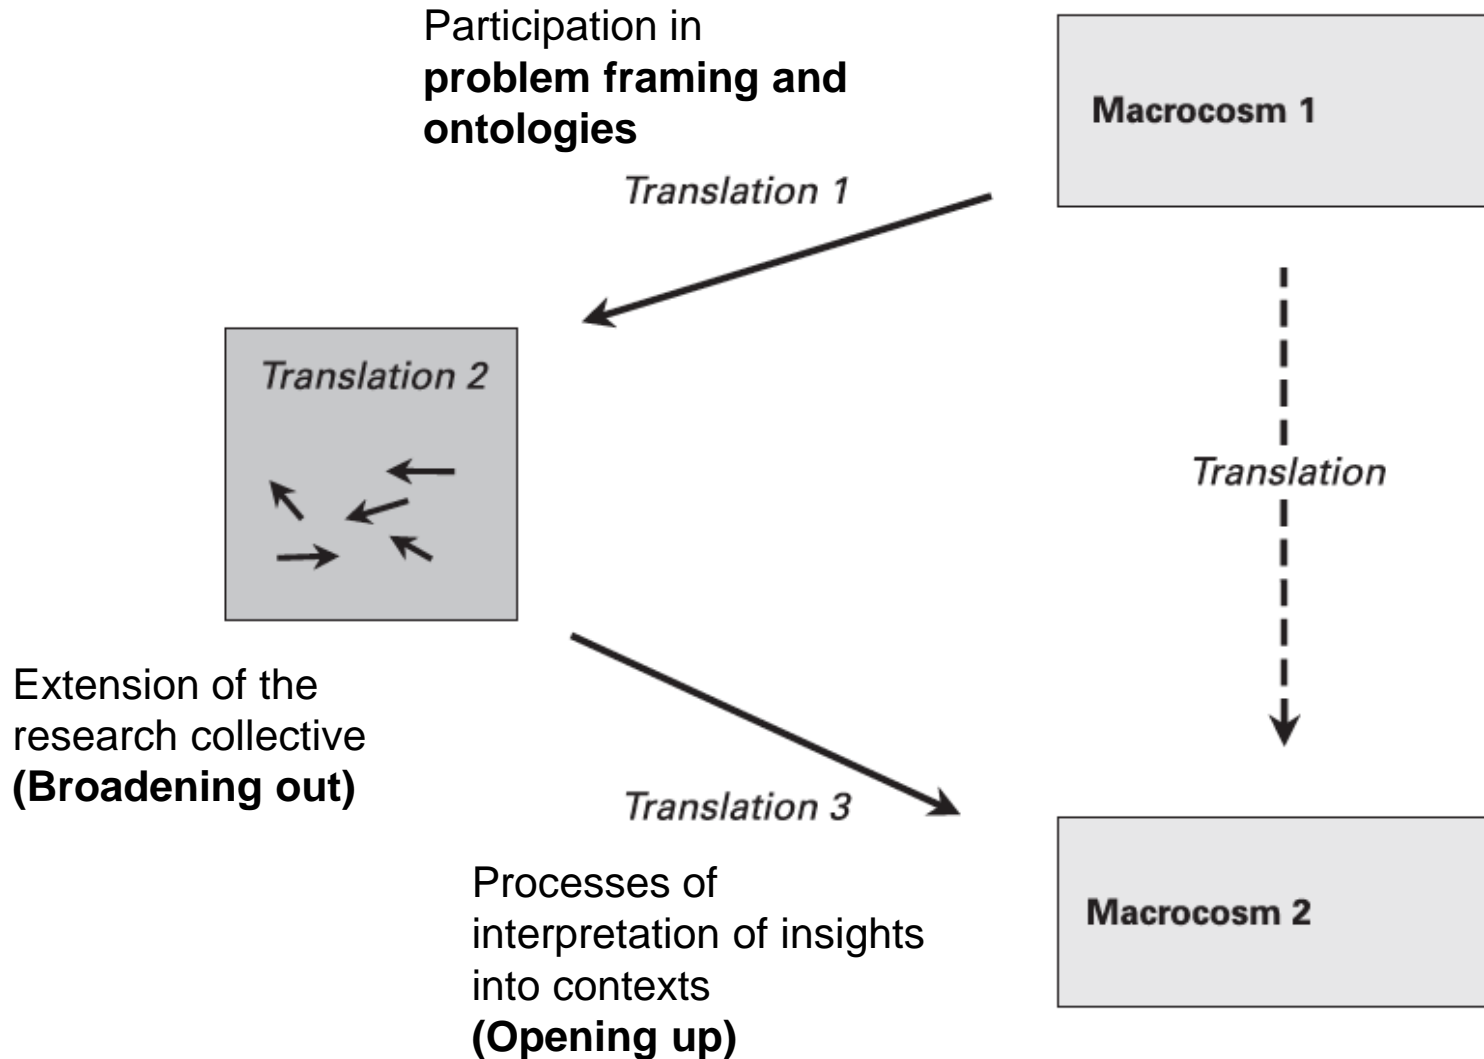 Participation in
problem framing and
ontologies
Macrocosm 1
Translation 1
Translation 2
Translation
Extension of the
research collective
(Broadening out)
Translation 3
Processes of
interpretation of insights
into contexts
(Opening up)
Macrocosm 2